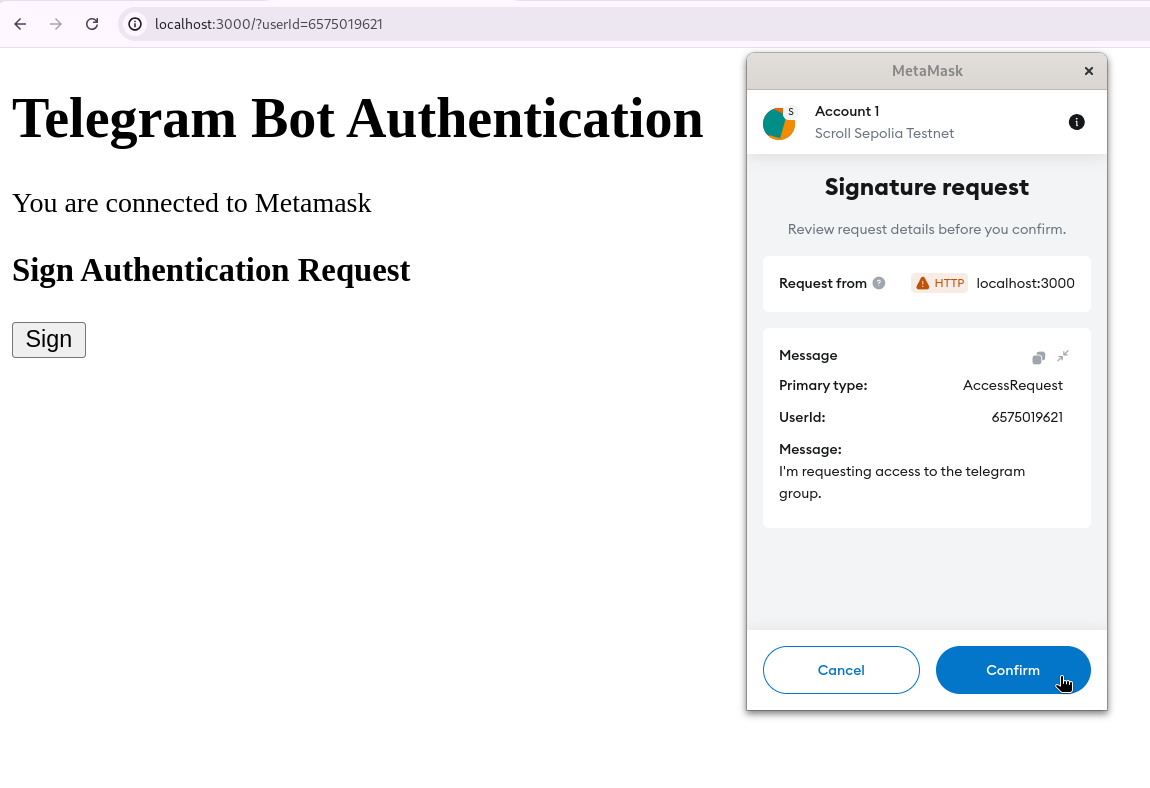 localhost:3000/?userId=6575019621
Telegram Bot Authentication
You are connected to Metamask
Sign Authentication Request
Sign
MetaMask
S
Account 1
Scroll Sepolia Testnet
Signature request
Review request details before you confirm.
Request from HTTP localhost:3000
Message
Primary type: AccessRequest
UserId: 6575019621
Message:
I'm requesting access to the telegram
group.
Cancel Confirm